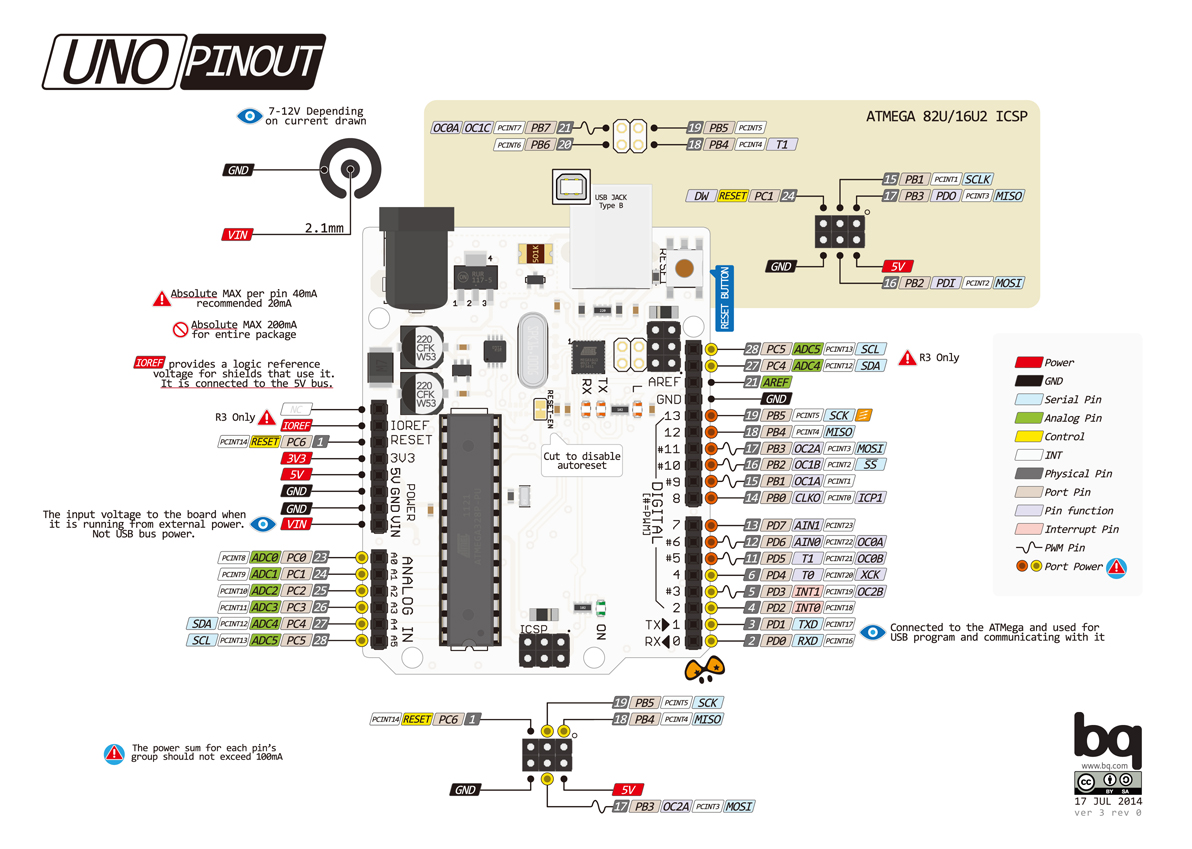 UNO PINOUT
7-12V Depending
on current drawn
GND
VIN
2.1mm
ATMEGA 82U/16U2 ICSP
OC0A OC1C PCINT7 PB7 21
PCINT6 PB6 20
19 PB5 PCINT5
18 PB4 PCINT4 T1
DW RESET PC1 24
15 PB1 PCINT1 SCLK
17 PB3 PDO PCINT3 MISO
GND
5V
16 PB2 PDI PCINT2 MOSI
USB JACK
Type B
RESET
RESET BUTTON
Absolute MAX per pin 40mA
recommended 20mA
Absolute MAX 200mA
for entire package
IOREF provides a logic reference
voltage for shields that use it.
It is connected to the 5V bus.
R3 Only
NC
IOREF
PCINT14 RESET PC6 1
3V3
5V
GND
GND
VIN
The input voltage to the board when
it is running from external power.
Not USB bus power.
PCINT8 ADC0 PC0 23
PCINT9 ADC1 PC1 24
PCINT10 ADC2 PC2 25
PCINT11 ADC3 PC3 26
SDA PCINT12 ADC4 PC4 27
SCL PCINT13 ADC5 PC5 28
501K
4
1 2 3
220
CFK
W53
220
CFK
W53
1
RX
TX
L
RESET-EN
Cut to disable
autoreset
IOREF
RESET
3V3
5V
GND
VIN
POWER
A0
A1
A2
A3
A4
A5
ANALOG IN
ICSP
ON
AREF
GND
13
12
#11
#10
#9
8
7
#6
#5
4
#3
2
TX 1
RX 0
DIGITAL
[#=PWM]
28 PC5 ADC5 PCINT13 SCL
27 PC4 ADC4 PCINT12 SDA
R3 Only
21 AREF
GND
19 PB5 PCINT5 SCK
18 PB4 PCINT4 MISO
17 PB3 OC2A PCINT3 MOSI
16 PB2 OC1B PCINT2 SS
15 PB1 OC1A PCINT1
14 PB0 CLKO PCINT0 ICP1
13 PD7 AIN1 PCINT23
12 PD6 AIN0 PCINT22 OC0A
11 PD5 T1 PCINT21 OC0B
6 PD4 T0 PCINT20 XCK
5 PD3 INT1 PCINT19 OC2B
4 PD2 INT0 PCINT18
3 PD1 TXD PCINT17
2 PD0 RXD PCINT16
Connected to the ATMega and used for
USB program and communicating with it
Power
GND
Serial Pin
Analog Pin
Control
INT
Physical Pin
Port Pin
Pin function
Interrupt Pin
PWM Pin
Port Power
PCINT14 RESET PC6 1
19 PB5 PCINT5 SCK
18 PB4 PCINT4 MISO
GND
5V
17 PB3 OC2A PCINT3 MOSI
The power sum for each pin's
group should not exceed 100mA
bq
www.bq.com
cc BY SA
17 JUL 2014
ver 3 rev 0